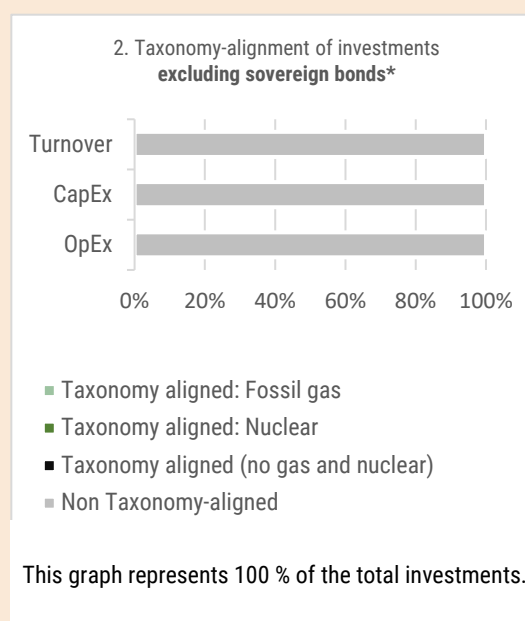 2. Taxonomy-alignment of investments
excluding sovereign bonds*
Turnover
CapEx
OpEx
0% 20% 40% 60% 80% 100%
Taxonomy aligned: Fossil gas
Taxonomy aligned: Nuclear
Taxonomy aligned (no gas and nuclear)
Non Taxonomy-aligned
This graph represents 100 % of the total investments.